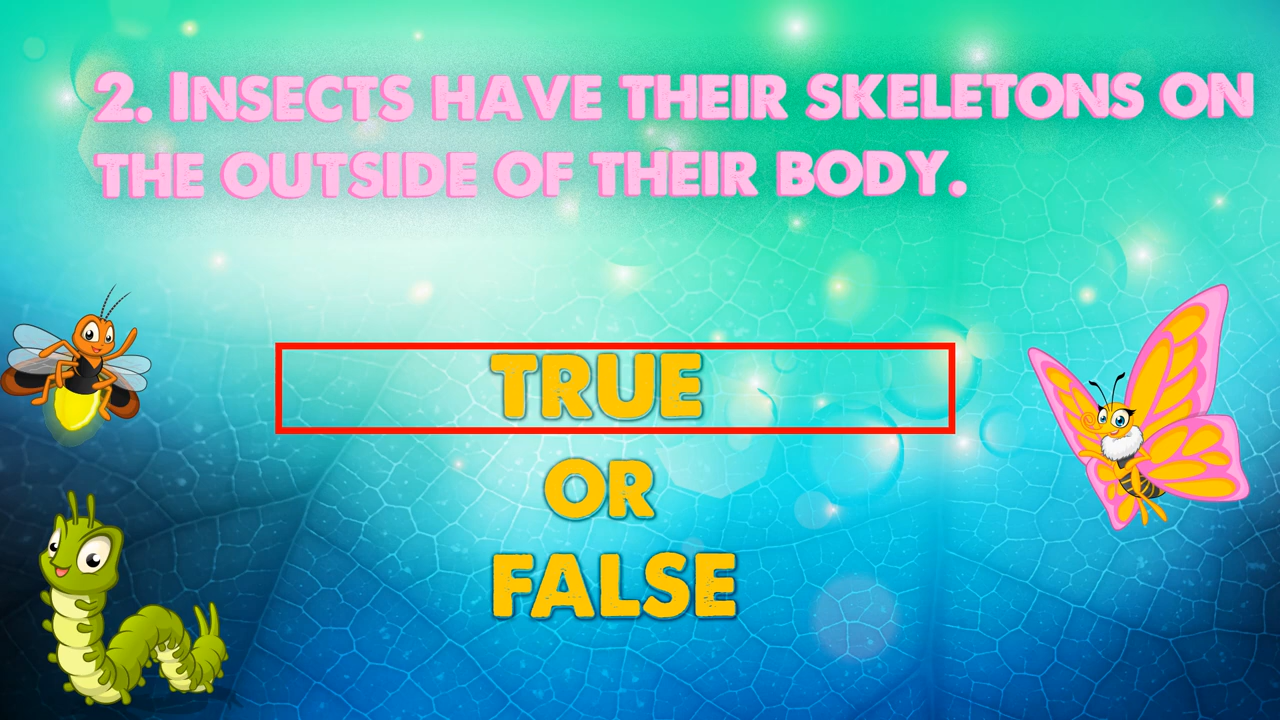 2. Insects have their skeletons on
the outside of their body.
TRUE
OR
FALSE